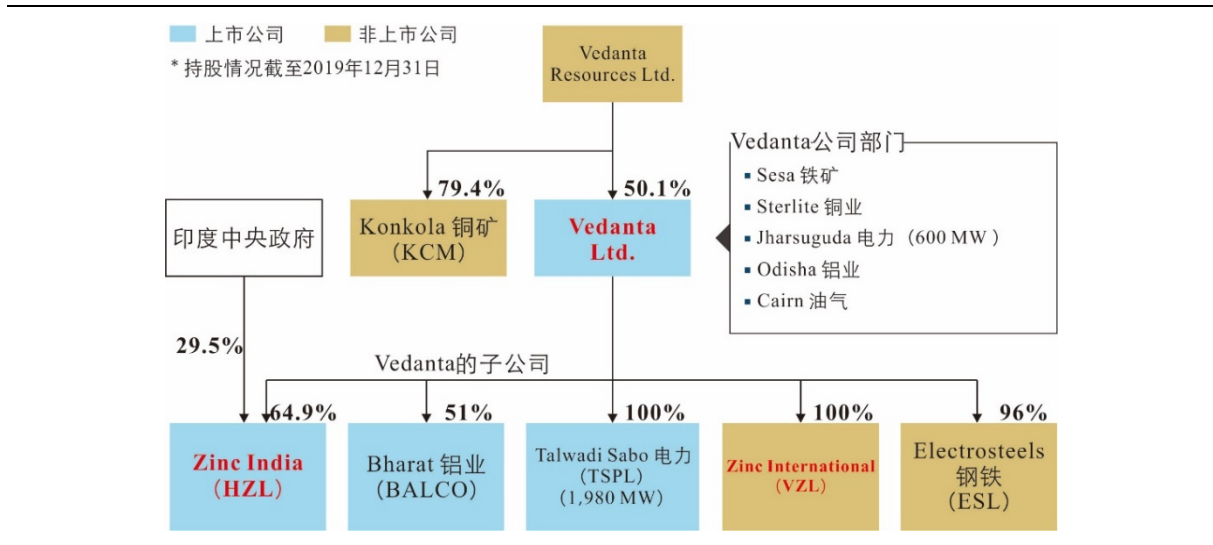 上市公司
非上市公司
* 持股情况截至2019年12月31日
Vedanta
Resources Ltd.
Vedanta公司部门
▪ Sesa 铁矿
▪ Sterlite 铜业
▪ Jharsuguda 电力（600 MW ）
▪ Odisha 铝业
▪ Cairn 油气
79.4%
50.1%
印度中央政府
Konkola 铜矿
（KCM）
Vedanta
Ltd.
29.5%
Vedanta的子公司
64.9%
51%
100%
100%
96%
Zinc India
（HZL）
Bharat 铝业
（BALCO）
Talwadi Sabo 电力
（TSPL）
（1,980 MW）
Zinc International
（VZL）
Electrosteels
钢铁
（ESL）